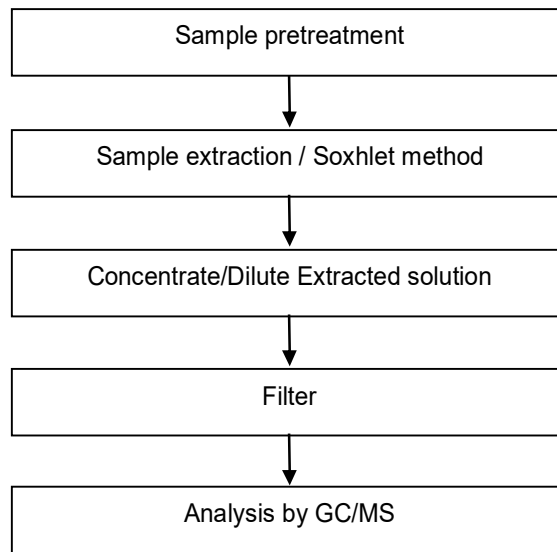 Sample pretreatment
Sample extraction / Soxhlet method
Concentrate/Dilute Extracted solution
Filter
Analysis by GC/MS